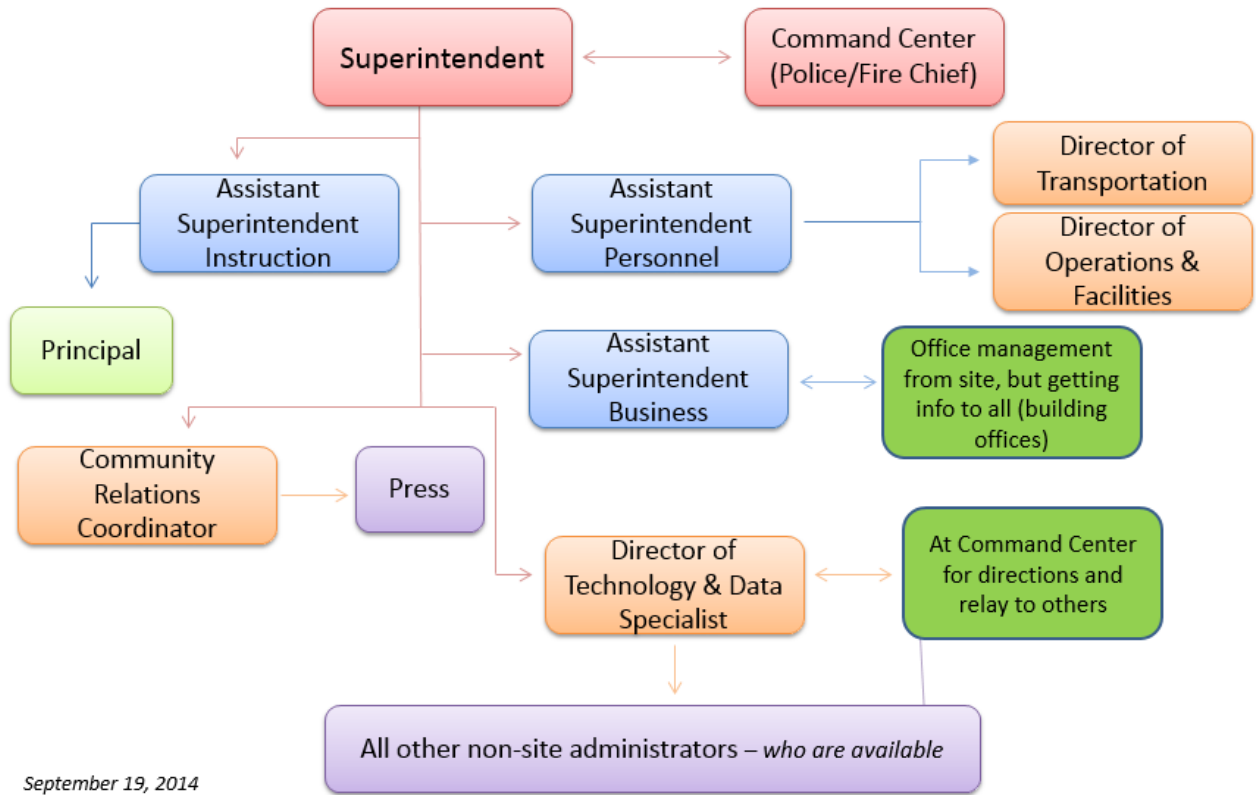 Superintendent
Command Center
(Police/Fire Chief)
Assistant
Superintendent
Instruction
Assistant
Superintendent
Personnel
Director of
Transportation
Director of
Operations &
Facilities
Principal
Assistant
Superintendent
Business
Office management
from site, but getting
info to all (building
offices)
Community
Relations
Coordinator
Press
Director of
Technology & Data
Specialist
At Command Center
for directions and
relay to others
All other non-site administrators – who are available
September 19, 2014